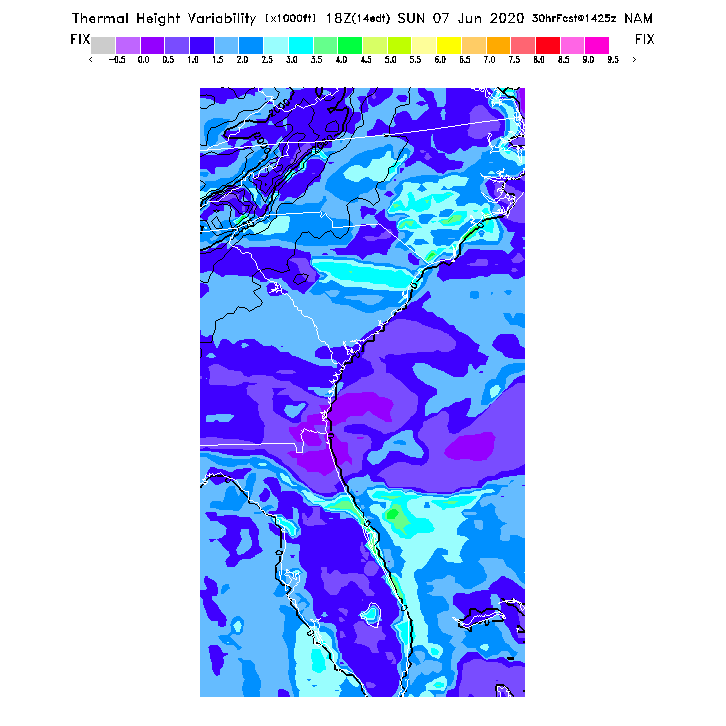 Thermal Height Variability [x1000ft] 18Z(14edt) SUN 07 Jun 2020 30hrFcst@1425z NAM
FIX FIX
< -0.5 0.0 0.5 1.0 1.5 2.0 2.5 3.0 3.5 4.0 4.5 5.0 5.5 6.0 6.5 7.0 7.5 8.0 8.5 9.0 9.5 >